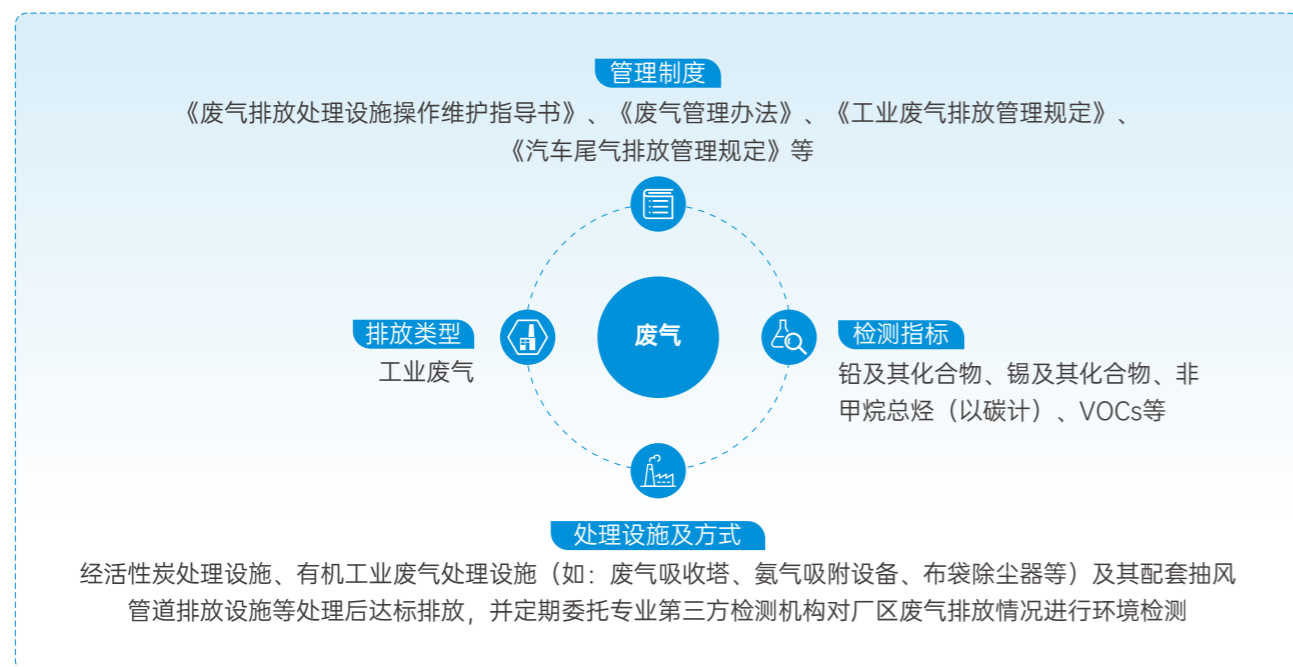 管理制度
《废气排放处理设施操作维护指导书》、《废气管理办法》、《工业废气排放管理规定》、
《汽车尾气排放管理规定》等
排放类型
工业废气
废气
检测指标
铅及其化合物、锡及其化合物、非
甲烷总烃（以碳计）、VOCs等
处理设施及方式
经活性炭处理设施、有机工业废气处理设施（如：废气吸收塔、氨气吸附设备、布袋除尘器等）及其配套抽风
管道排放设施等处理后达标排放，并定期委托专业第三方检测机构对厂区废气排放情况进行环境检测